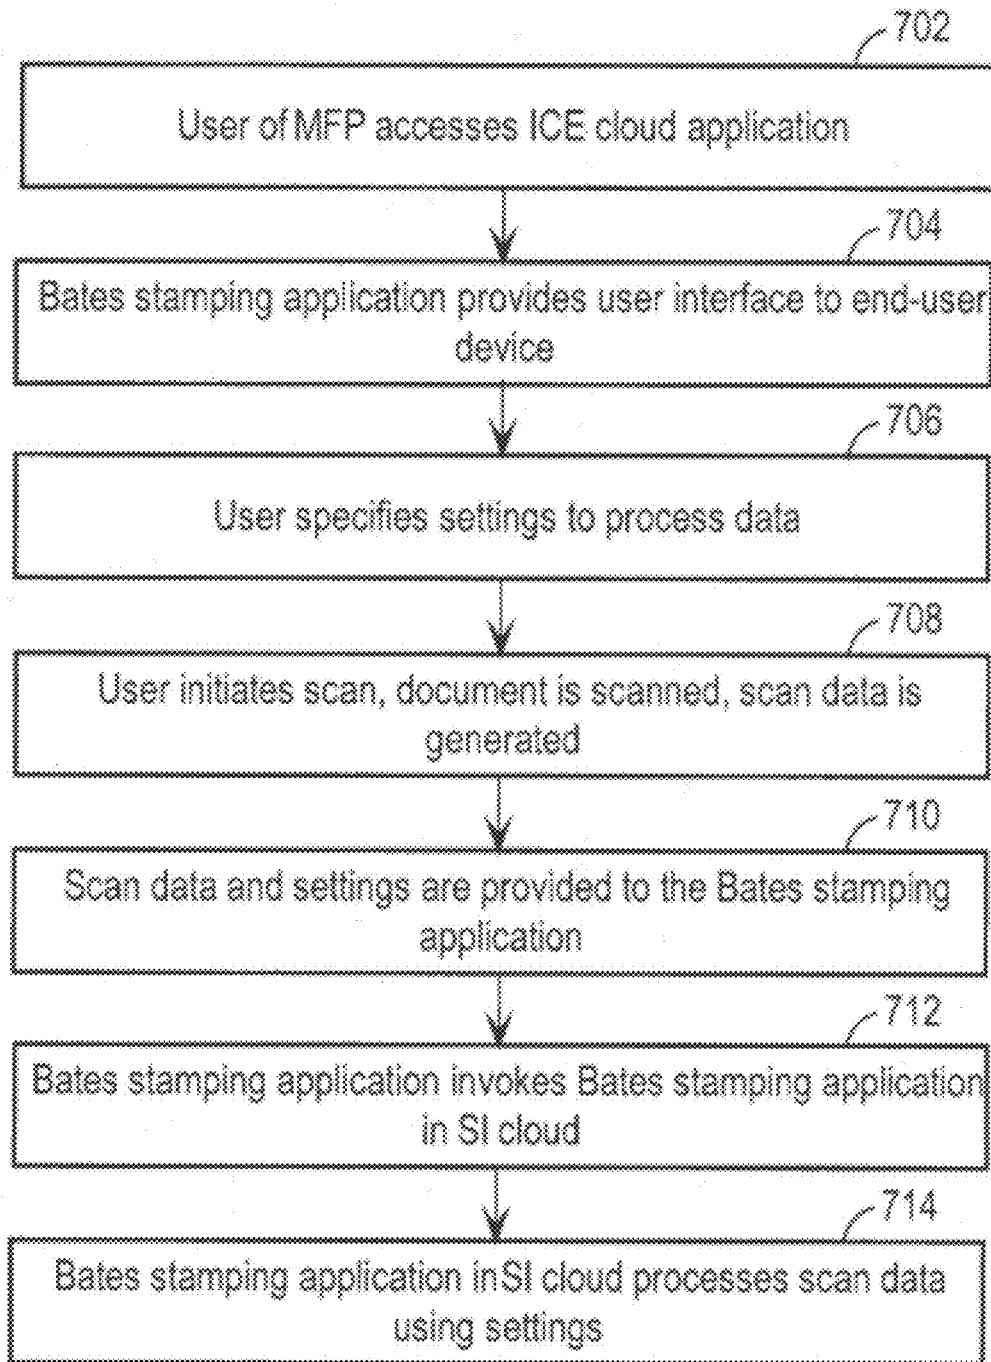 702
User of MFP accesses ICE cloud application
704
Bates stamping application provides user interface to end-user
device
706
User specifies settings to process data
708
User initiates scan, document is scanned, scan data is
generated
710
Scan data and settings are provided to the Bates stamping
application
712
Bates stamping application invokes Bates stamping application
in SI cloud
714
Bates stamping application in SI cloud processes scan data
using settings